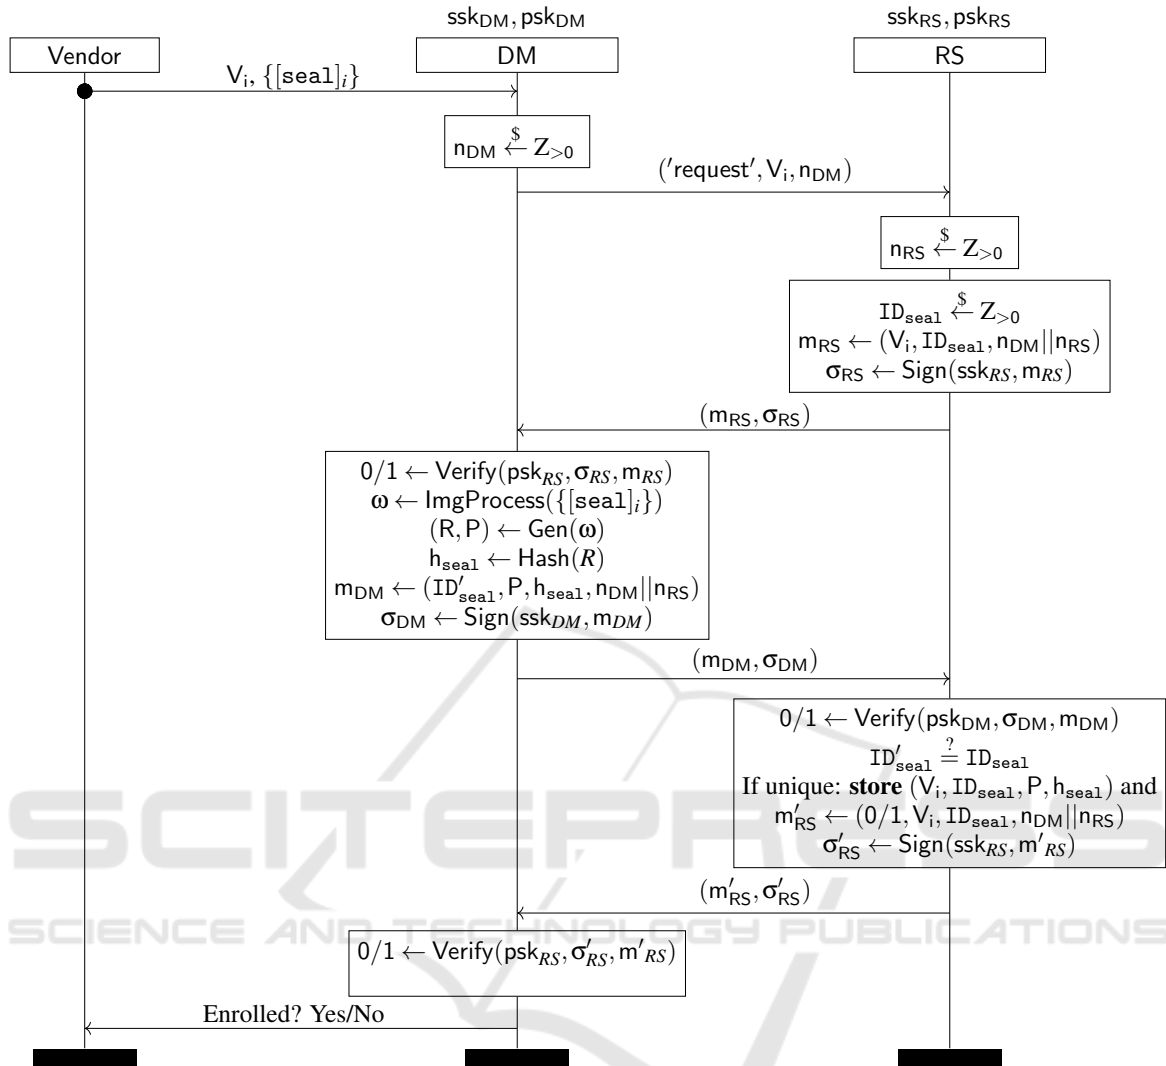 ssk_DM, psk_DM
ssk_RS, psk_RS
Vendor
DM
RS
V_i, {[seal]_i}
n_DM ←$ Z_{>0}
('request', V_i, n_DM)
n_RS ←$ Z_{>0}
ID_seal ←$ Z_{>0}
m_RS ← (V_i, ID_seal, n_DM||n_RS)
σ_RS ← Sign(ssk_RS, m_RS)
(m_RS, σ_RS)
0/1 ← Verify(psk_RS, σ_RS, m_RS)
ω ← ImgProcess({[seal]_i})
(R, P) ← Gen(ω)
h_seal ← Hash(R)
m_DM ← (ID′_seal, P, h_seal, n_DM||n_RS)
σ_DM ← Sign(ssk_DM, m_DM)
(m_DM, σ_DM)
0/1 ← Verify(psk_DM, σ_DM, m_DM)
ID′_seal ≟ ID_seal
If unique: store (V_i, ID_seal, P, h_seal) and
m′_RS ← (0/1, V_i, ID_seal, n_DM||n_RS)
σ′_RS ← Sign(ssk_RS, m′_RS)
(m′_RS, σ′_RS)
0/1 ← Verify(psk_RS, σ′_RS, m′_RS)
Enrolled? Yes/No
SCITEPRESS
SCIENCE AND TECHNOLOGY PUBLICATIONS